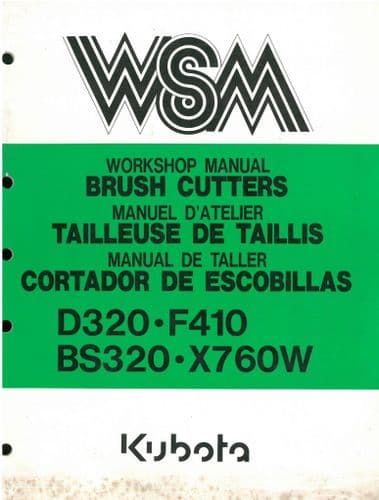 WSM
WORKSHOP MANUAL
BRUSH CUTTERS
MANUEL D'ATELIER
TAILLEUSE DE TAILLIS
MANUAL DE TALLER
CORTADOR DE ESCOBILLAS
D320·F410
BS320·X760W
Kubota